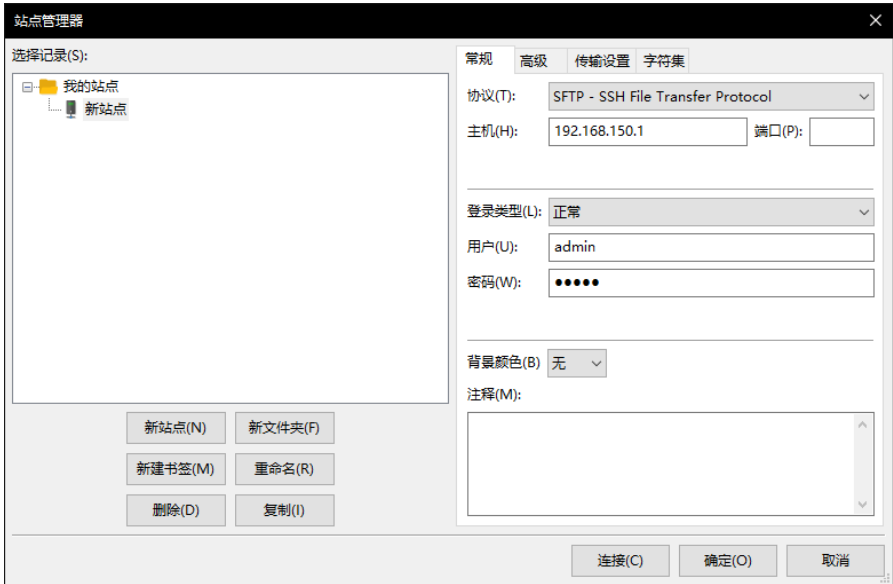 站点管理器
选择记录(S):
我的站点
新站点
新站点(N) 新文件夹(F)
新建书签(M) 重命名(R)
删除(D) 复制(I)
常规 高级 传输设置 字符集
协议(T): SFTP - SSH File Transfer Protocol
主机(H): 192.168.150.1 端口(P):
登录类型(L): 正常
用户(U): admin
密码(W): ●●●●●
背景颜色(B) 无
注释(M):
连接(C) 确定(O) 取消